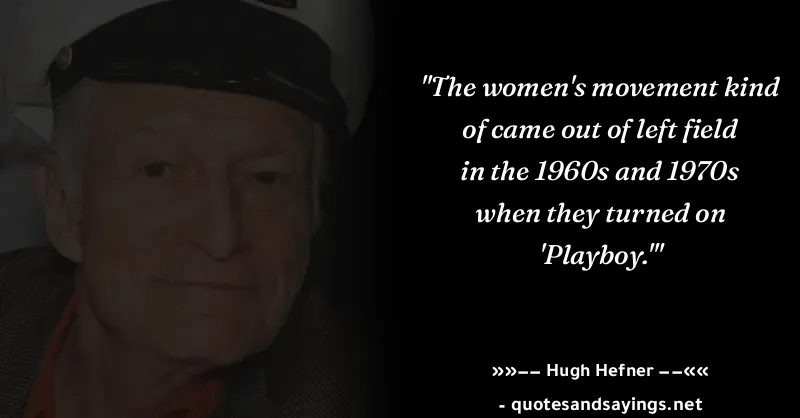 "The women's movement kind
of came out of left field
in the 1960s and 1970s
when they turned on
'Playboy.'"
»»−− Hugh Hefner −−««
- quotesandsayings.net